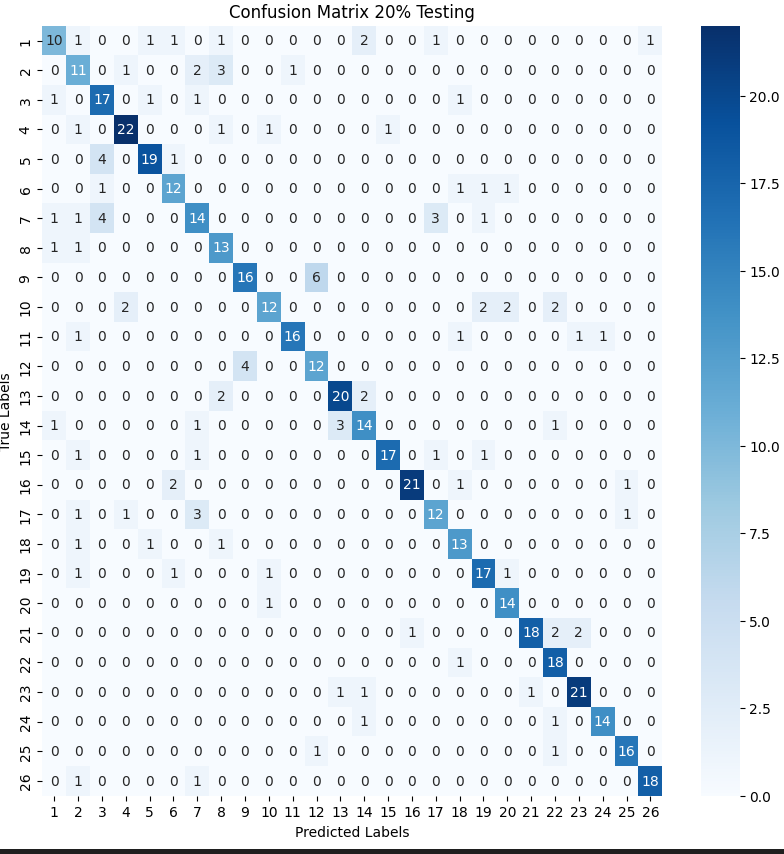 Confusion Matrix 20% Testing
True Labels
1 10 1 0 0 1 1 0 1 0 0 0 0 0 2 0 0 1 0 0 0 0 0 0 0 0 1
2 0 11 0 1 0 0 2 3 0 0 1 0 0 0 0 0 0 0 0 0 0 0 0 0 0 0
3 1 0 17 0 1 0 1 0 0 0 0 0 0 0 0 0 0 1 0 0 0 0 0 0 0 0
4 0 1 0 22 0 0 0 1 0 1 0 0 0 0 1 0 0 0 0 0 0 0 0 0 0 0
5 0 0 4 0 19 1 0 0 0 0 0 0 0 0 0 0 0 0 0 0 0 0 0 0 0 0
6 0 0 1 0 0 12 0 0 0 0 0 0 0 0 0 0 0 1 1 1 0 0 0 0 0 0
7 1 1 4 0 0 0 14 0 0 0 0 0 0 0 0 0 3 0 1 0 0 0 0 0 0 0
8 1 1 0 0 0 0 0 13 0 0 0 0 0 0 0 0 0 0 0 0 0 0 0 0 0 0
9 0 0 0 0 0 0 0 0 16 0 0 6 0 0 0 0 0 0 0 0 0 0 0 0 0 0
10 0 0 0 2 0 0 0 0 0 12 0 0 0 0 0 0 0 0 2 2 0 2 0 0 0 0
11 0 1 0 0 0 0 0 0 0 0 16 0 0 0 0 0 0 1 0 0 0 0 1 1 0 0
12 0 0 0 0 0 0 0 0 4 0 0 12 0 0 0 0 0 0 0 0 0 0 0 0 0 0
13 0 0 0 0 0 0 0 2 0 0 0 0 20 2 0 0 0 0 0 0 0 0 0 0 0 0
14 1 0 0 0 0 0 1 0 0 0 0 0 3 14 0 0 0 0 0 0 0 1 0 0 0 0
15 0 1 0 0 0 0 1 0 0 0 0 0 0 0 17 0 1 0 1 0 0 0 0 0 0 0
16 0 0 0 0 0 2 0 0 0 0 0 0 0 0 0 21 0 1 0 0 0 0 0 0 1 0
17 0 1 0 1 0 0 3 0 0 0 0 0 0 0 0 0 12 0 0 0 0 0 0 0 1 0
18 0 1 0 0 1 0 0 1 0 0 0 0 0 0 0 0 0 13 0 0 0 0 0 0 0 0
19 0 1 0 0 0 1 0 0 0 1 0 0 0 0 0 0 0 0 17 1 0 0 0 0 0 0
20 0 0 0 0 0 0 0 0 0 1 0 0 0 0 0 0 0 0 0 14 0 0 0 0 0 0
21 0 0 0 0 0 0 0 0 0 0 0 0 0 0 0 1 0 0 0 0 18 2 2 0 0 0
22 0 0 0 0 0 0 0 0 0 0 0 0 0 0 0 0 0 1 0 0 0 18 0 0 0 0
23 0 0 0 0 0 0 0 0 0 0 0 0 1 1 0 0 0 0 0 0 1 0 21 0 0 0
24 0 0 0 0 0 0 0 0 0 0 0 0 0 1 0 0 0 0 0 0 0 1 0 14 0 0
25 0 0 0 0 0 0 0 0 0 0 0 1 0 0 0 0 0 0 0 0 0 1 0 0 16 0
26 0 1 0 0 0 0 1 0 0 0 0 0 0 0 0 0 0 0 0 0 0 0 0 0 0 18
1 2 3 4 5 6 7 8 9 10 11 12 13 14 15 16 17 18 19 20 21 22 23 24 25 26
Predicted Labels
20.0
17.5
15.0
12.5
10.0
7.5
5.0
2.5
0.0